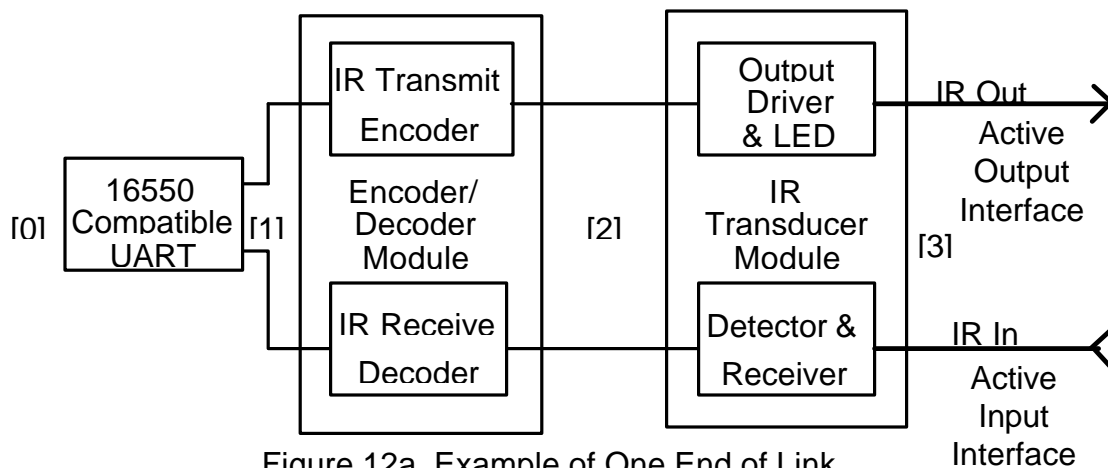 [0]
16550
Compatible
UART
[1]
IR Transmit
Encoder
Encoder/
Decoder
Module
IR Receive
Decoder
[2]
Output
Driver
& LED
IR
Transducer
Module
Detector &
Receiver
[3]
IR Out
Active
Output
Interface
IR In
Active
Input
Interface
Figure 12a. Example of One End of Link